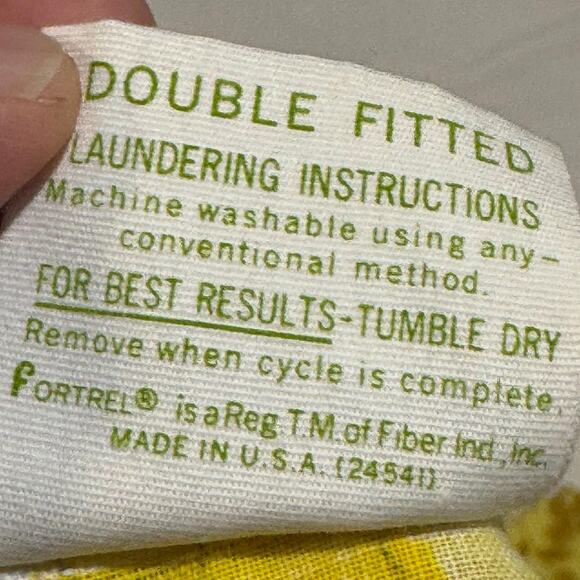 DOUBLE FITTED
LAUNDERING INSTRUCTIONS
Machine washable using any-
conventional method.
FOR BEST RESULTS-TUMBLE DRY
Remove when cycle is complete.
FORTREL® is a Reg. T.M. of Fiber Ind., Inc.
MADE IN U.S.A. (24541)